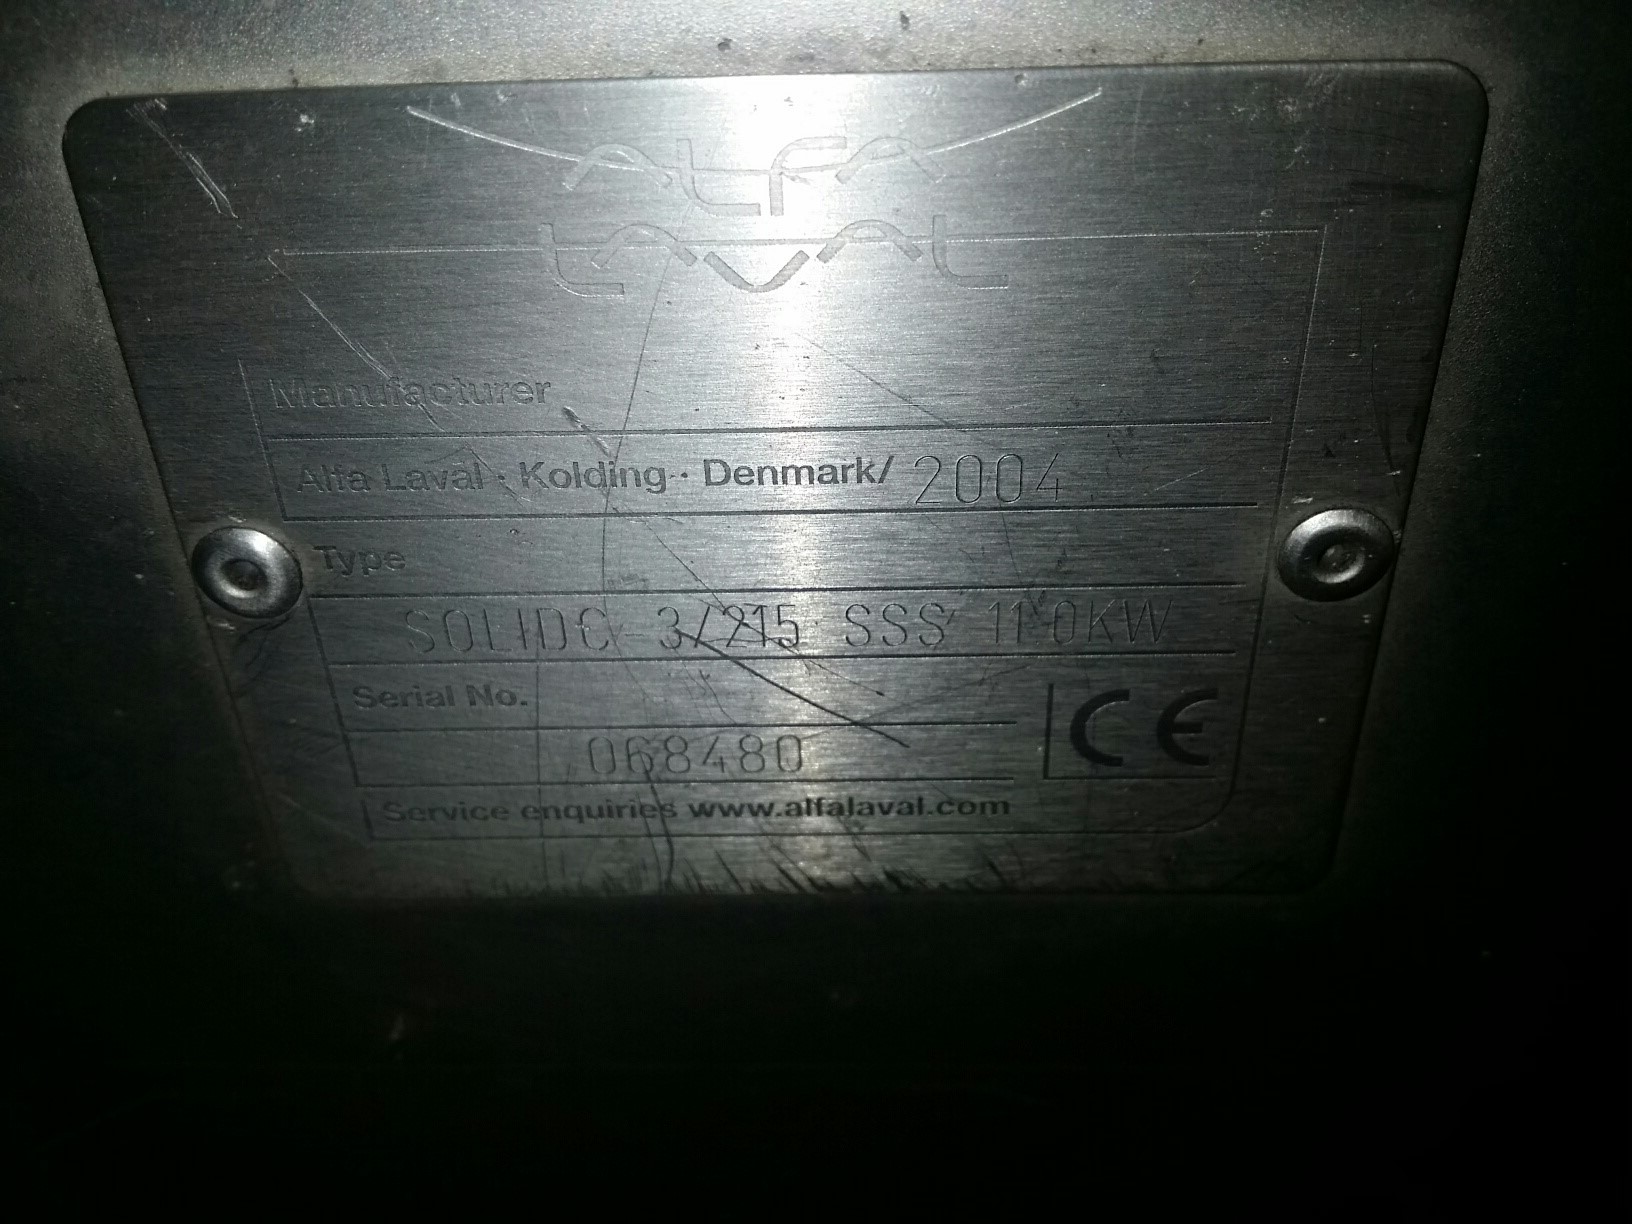 ALFA
LAVAL
Manufacturer
Alfa Laval · Kolding · · Denmark/ 2004
Type
SOLIDC 3/215 SSS 11.0KW
Serial No.
068480
CE
Service enquiries www.alfalaval.com